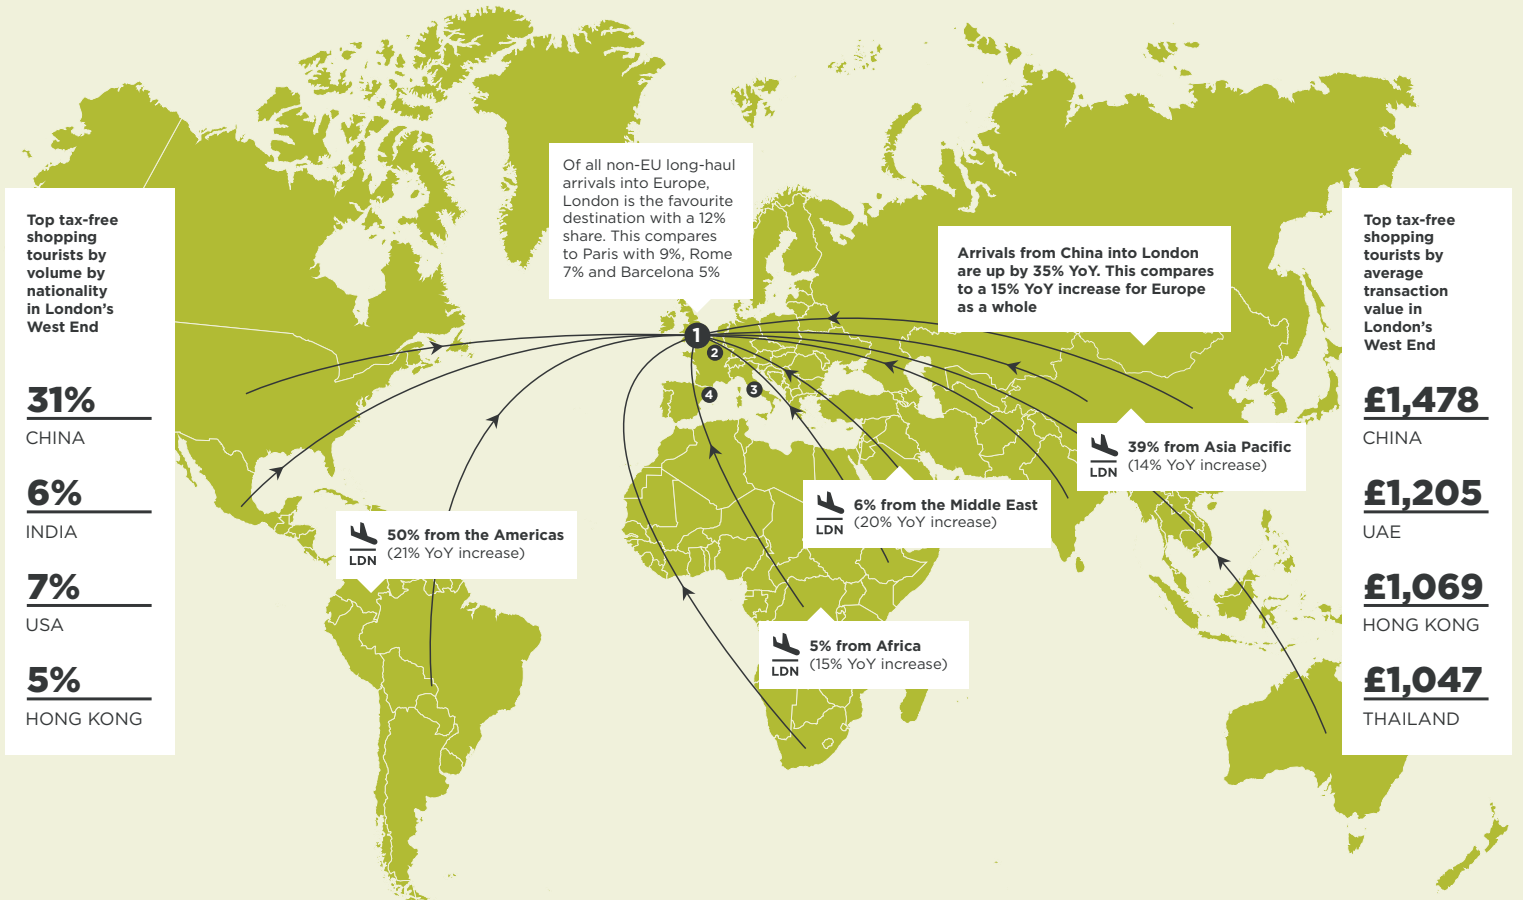 Top tax-free
shopping
tourists by
volume by
nationality
in London’s
West End
31%
CHINA
6%
INDIA
7%
USA
5%
HONG KONG
Of all non-EU long-haul
arrivals into Europe,
London is the favourite
destination with a 12%
share. This compares
to Paris with 9%, Rome
7% and Barcelona 5%
Arrivals from China into London
are up by 35% YoY. This compares
to a 15% YoY increase for Europe
as a whole
1
2
3
4
LDN
39% from Asia Pacific
(14% YoY increase)
LDN
6% from the Middle East
(20% YoY increase)
LDN
50% from the Americas
(21% YoY increase)
LDN
5% from Africa
(15% YoY increase)
Top tax-free
shopping
tourists by
average
transaction
value in
London’s
West End
£1,478
CHINA
£1,205
UAE
£1,069
HONG KONG
£1,047
THAILAND